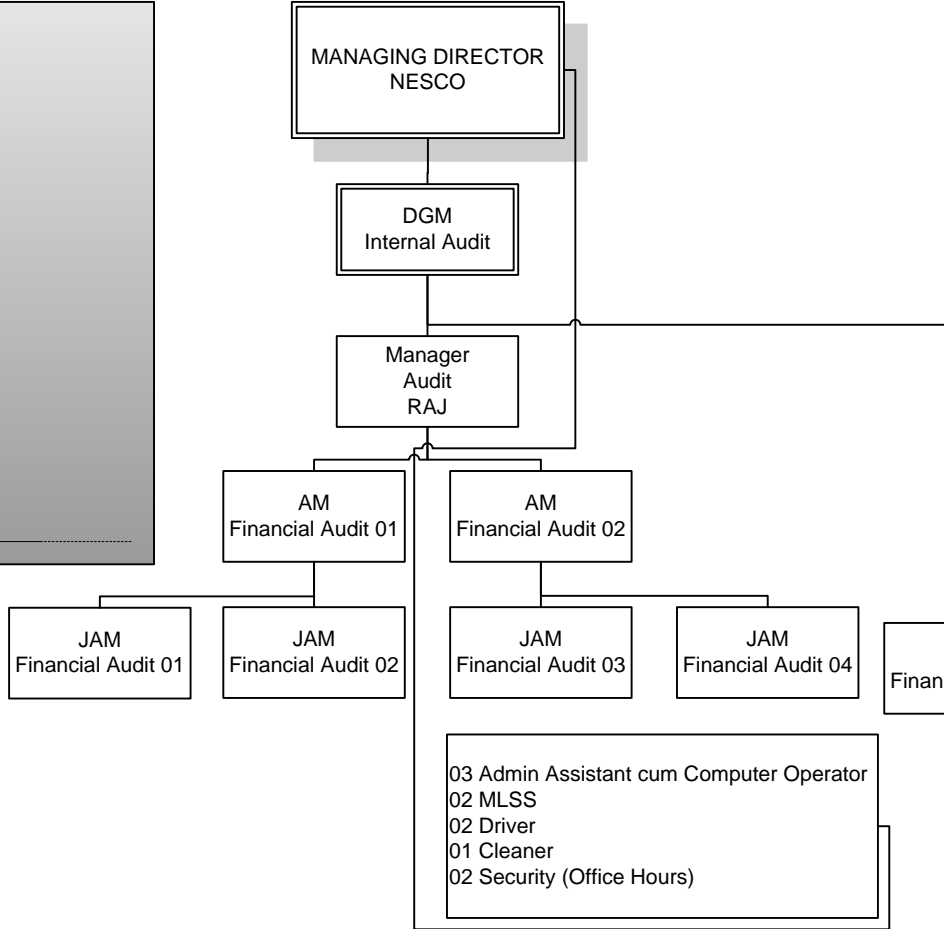 MANAGING DIRECTOR
NESCO
DGM
Internal Audit
Manager
Audit
RAJ
AM
Financial Audit 01
AM
Financial Audit 02
JAM
Financial Audit 01
JAM
Financial Audit 02
JAM
Financial Audit 03
JAM
Financial Audit 04
Finan
03 Admin Assistant cum Computer Operator
02 MLSS
02 Driver
01 Cleaner
02 Security (Office Hours)